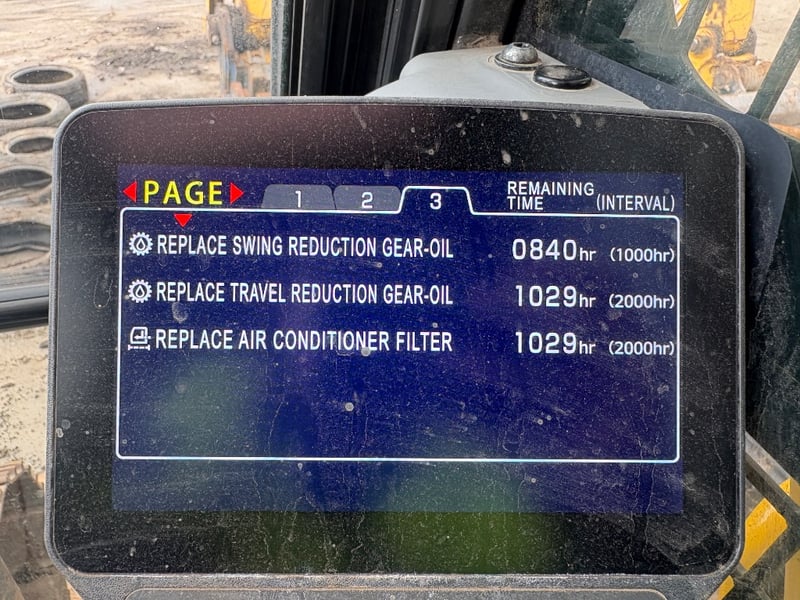 PAGE 1 2 3 REMAINING TIME (INTERVAL)
REPLACE SWING REDUCTION GEAR-OIL 0840hr (1000hr)
REPLACE TRAVEL REDUCTION GEAR-OIL 1029hr (2000hr)
REPLACE AIR CONDITIONER FILTER 1029hr (2000hr)